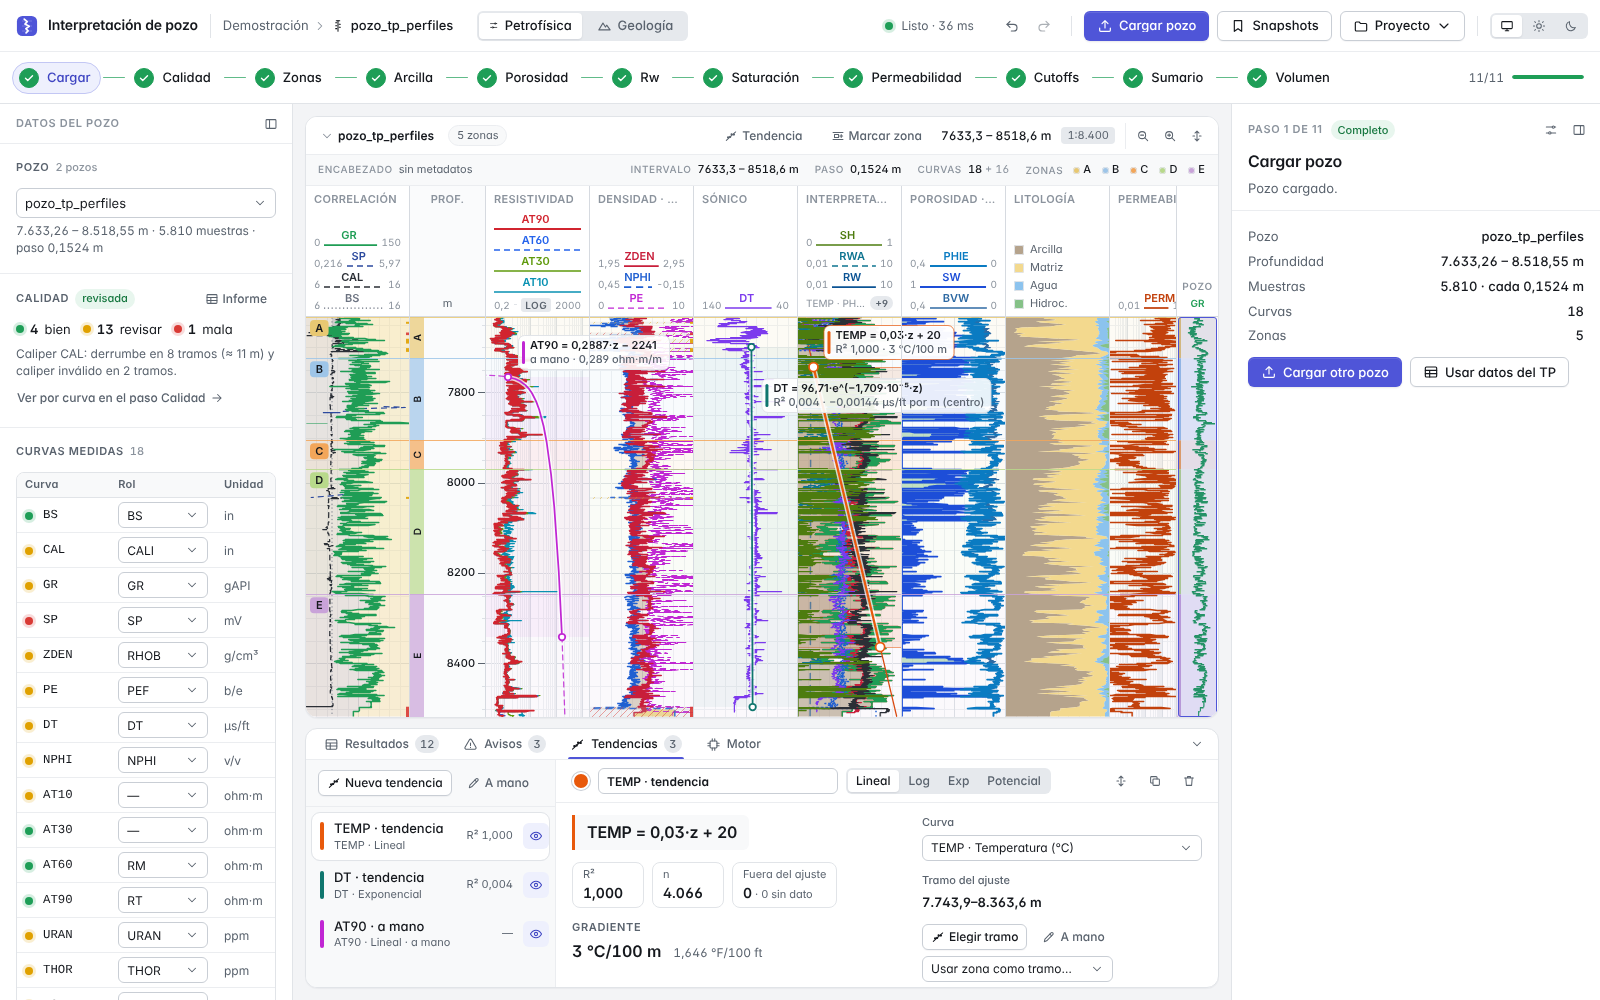 Interpretación de pozo
Demostración
pozo_tp_perfiles
Petrofísica
Geología
Listo · 36 ms
Cargar pozo
Snapshots
Proyecto
Cargar
Calidad
Zonas
Arcilla
Porosidad
Rw
Saturación
Permeabilidad
Cutoffs
Sumario
Volumen
11/11
DATOS DEL POZO
POZO 2 pozos
pozo_tp_perfiles
7.633,26 – 8.518,55 m · 5.810 muestras ·
paso 0,1524 m
CALIDAD revisada
Informe
4 bien
13 revisar
1 mala
Caliper CAL: derrumbe en 8 tramos (≈ 11 m) y
caliper inválido en 2 tramos.
Ver por curva en el paso Calidad →
CURVAS MEDIDAS 18
Curva Rol Unidad
BS BS in
CAL CALI in
GR GR gAPI
SP SP mV
ZDEN RHOB g/cm³
PE PEF b/e
DT DT µs/ft
NPHI NPHI v/v
AT10 — ohm·m
AT30 — ohm·m
AT60 RM ohm·m
AT90 RT ohm·m
URAN URAN ppm
THOR THOR ppm
pozo_tp_perfiles
5 zonas
Tendencia
Marcar zona
7633,3 – 8518,6 m
1:8.400
ENCABEZADO sin metadatos
INTERVALO 7633,3 – 8518,6 m
PASO 0,1524 m
CURVAS 18 + 16
ZONAS A B C D E
CORRELACIÓN
0 GR 150
0,216 SP 5,97
6 CAL 16
6 BS 16
PROF.
m
RESISTIVIDAD
AT90
AT60
AT30
AT10
0,2 · LOG 2000
DENSIDAD · ...
1,95 ZDEN 2,95
0,45 NPHI -0,15
0 PE 10
SÓNICO
140 DT 40
INTERPRETA...
0 SH 1
0,01 RWA 10
0,01 RW 10
TEMP · PH... +9
POROSIDAD ·...
0,4 PHIE 0
1 SW 0
0,4 BVW 0
LITOLOGÍA
Arcilla
Matriz
Agua
Hidroc.
PERMEABI
0,01 PERM
POZO
GR
A
B
C
D
E
A
B
C
D
E
7800
8000
8200
8400
AT90 = 0,2887·z − 2241
a mano · 0,289 ohm·m/m
TEMP = 0,03·z + 20
R² 1,000 · 3 °C/100 m
DT = 96,71·e^(−1,709·10⁻⁵·z)
R² 0,004 · −0,00144 µs/ft por m (centro)
Resultados 12
Avisos 3
Tendencias 3
Motor
Nueva tendencia
A mano
TEMP · tendencia
TEMP · Lineal
R² 1,000
DT · tendencia
DT · Exponencial
R² 0,004
AT90 · a mano
AT90 · Lineal · a mano
—
TEMP · tendencia
Lineal
Log
Exp
Potencial
TEMP = 0,03·z + 20
R²
1,000
n
4.066
Fuera del ajuste
0 · 0 sin dato
GRADIENTE
3 °C/100 m 1,646 °F/100 ft
Curva
TEMP · Temperatura (°C)
Tramo del ajuste
7.743,9–8.363,6 m
Elegir tramo
A mano
Usar zona como tramo...
PASO 1 DE 11 Completo
Cargar pozo
Pozo cargado.
Pozo pozo_tp_perfiles
Profundidad 7.633,26 – 8.518,55 m
Muestras 5.810 · cada 0,1524 m
Curvas 18
Zonas 5
Cargar otro pozo
Usar datos del TP